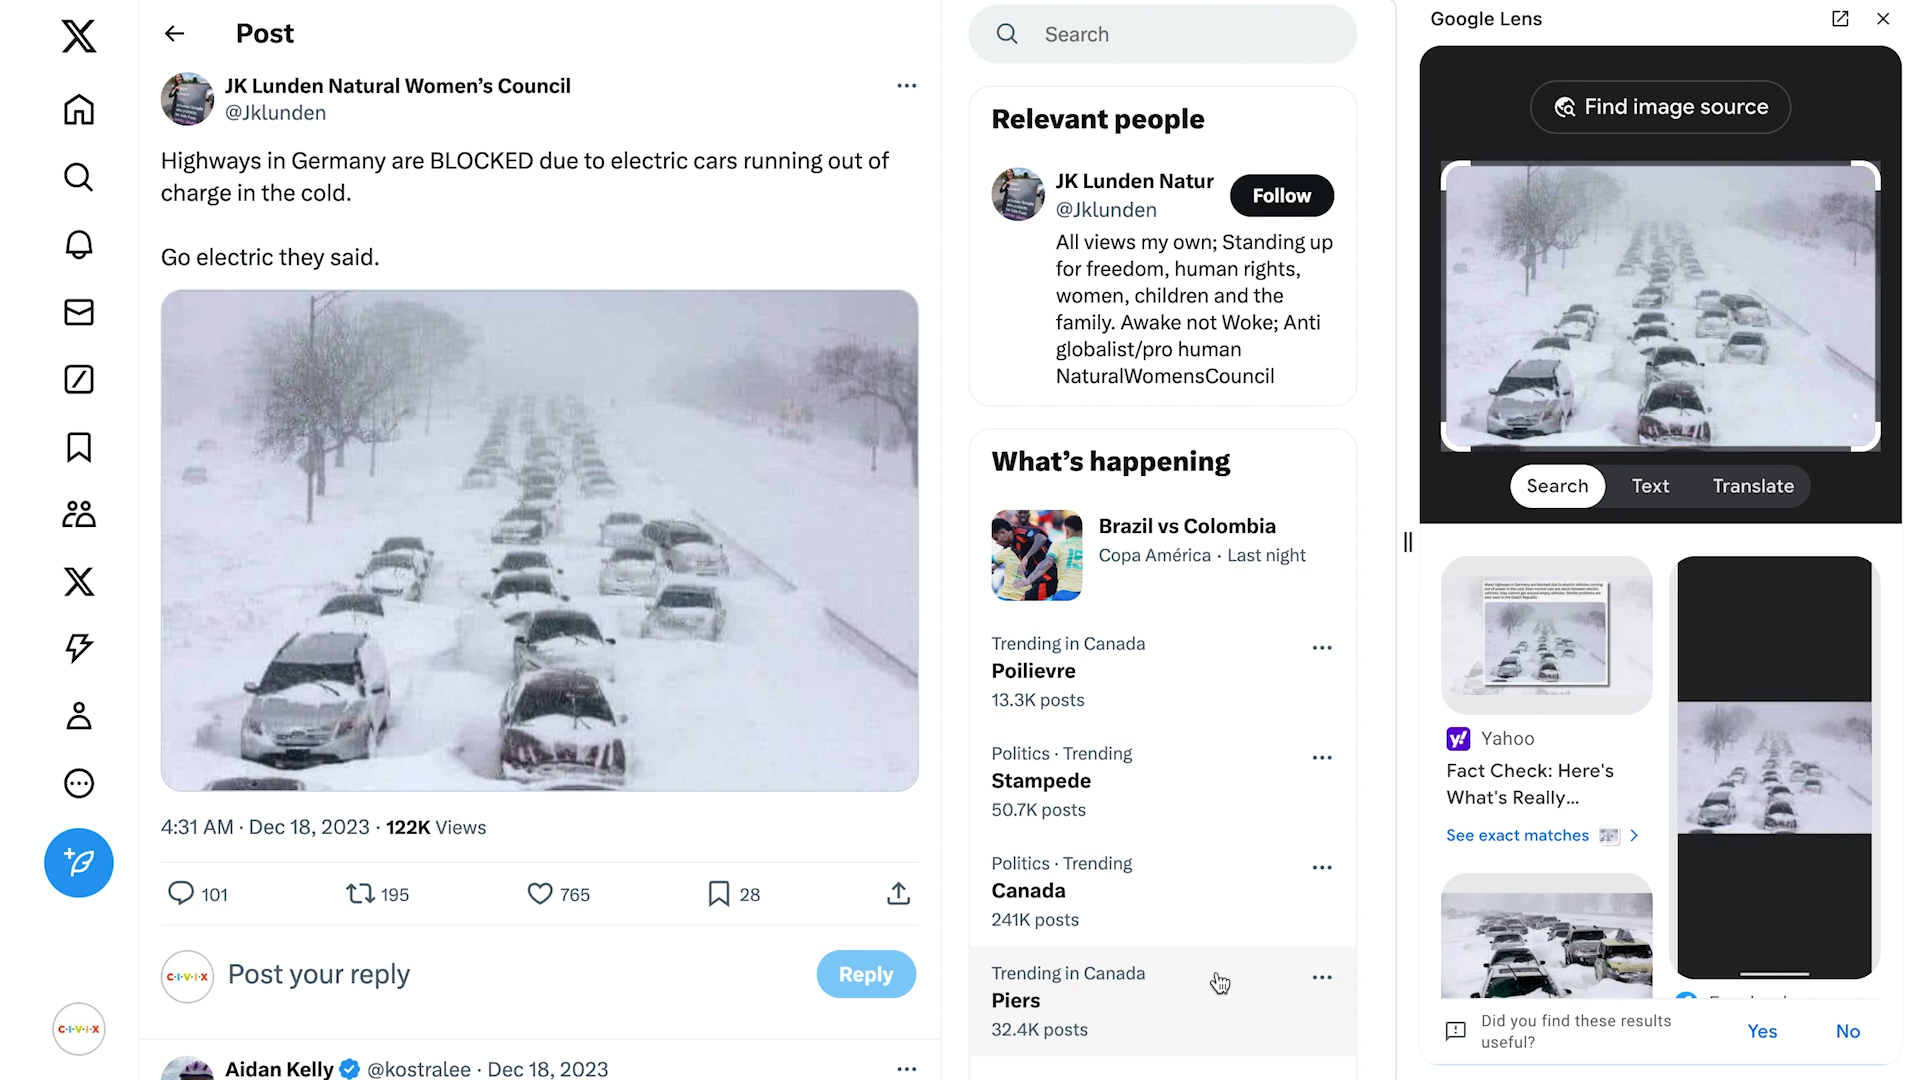 Post
JK Lunden Natural Women's Council
@Jklunden
Highways in Germany are BLOCKED due to electric cars running out of
charge in the cold.
Go electric they said.
4:31 AM · Dec 18, 2023 · 122K Views
101
195
765
28
C·I·V·I·X
Post your reply
Reply
C·I·V·I·X
Aidan Kelly @kostralee · Dec 18, 2023
Search
Relevant people
JK Lunden Natur
@Jklunden
Follow
All views my own; Standing up
for freedom, human rights,
women, children and the
family. Awake not Woke; Anti
globalist/pro human
NaturalWomensCouncil
What's happening
Brazil vs Colombia
Copa América · Last night
Trending in Canada
Poilievre
13.3K posts
Politics · Trending
Stampede
50.7K posts
Politics · Trending
Canada
241K posts
Trending in Canada
Piers
32.4K posts
Google Lens
Find image source
Search
Text
Translate
Yahoo
Fact Check: Here's
What's Really...
See exact matches
Did you find these results
useful?
Yes
No